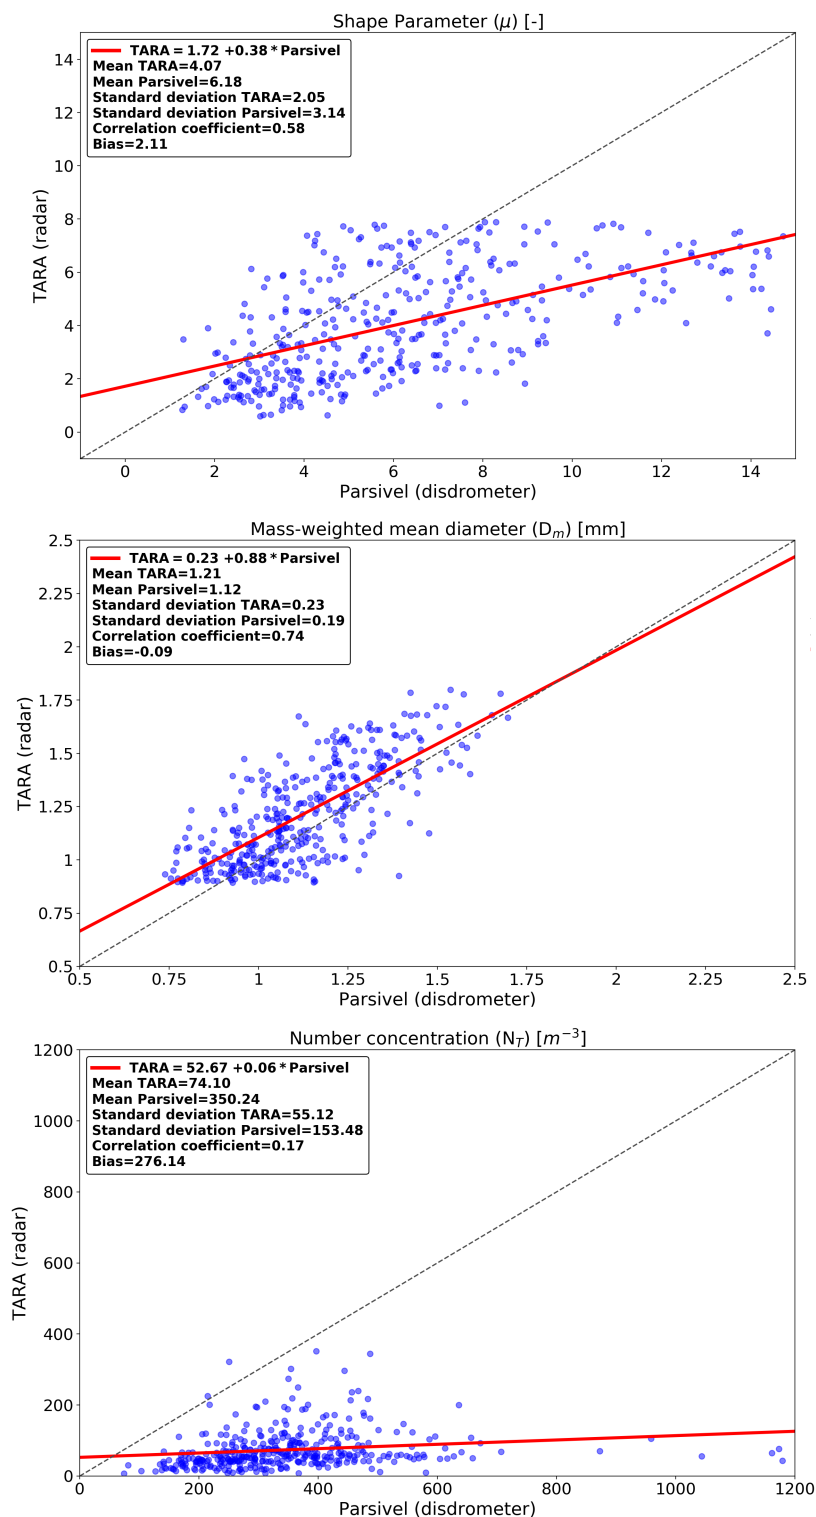 Shape Parameter (μ) [-]
TARA = 1.72 +0.38 * Parsivel
Mean TARA=4.07
Mean Parsivel=6.18
Standard deviation TARA=2.05
Standard deviation Parsivel=3.14
Correlation coefficient=0.58
Bias=2.11
14
12
10
8
6
4
2
0
TARA (radar)
0 2 4 6 8 10 12 14
Parsivel (disdrometer)
Mass-weighted mean diameter (Dₘ) [mm]
TARA = 0.23 +0.88 * Parsivel
Mean TARA=1.21
Mean Parsivel=1.12
Standard deviation TARA=0.23
Standard deviation Parsivel=0.19
Correlation coefficient=0.74
Bias=-0.09
2.5
2.25
2
1.75
1.5
1.25
1
0.75
0.5
TARA (radar)
0.5 0.75 1 1.25 1.5 1.75 2 2.25 2.5
Parsivel (disdrometer)
Number concentration (N_T) [m⁻³]
TARA = 52.67 +0.06 * Parsivel
Mean TARA=74.10
Mean Parsivel=350.24
Standard deviation TARA=55.12
Standard deviation Parsivel=153.48
Correlation coefficient=0.17
Bias=276.14
1200
1000
800
600
400
200
0
TARA (radar)
0 200 400 600 800 1000 1200
Parsivel (disdrometer)